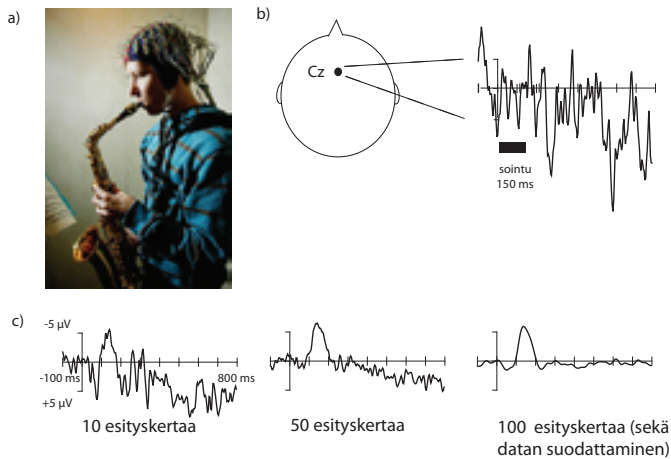 a)
b)
Cz
sointu
150 ms
c)
-5 μV
-100 ms
+5 μV
800 ms
10 esityskertaa
50 esityskertaa
100 esityskertaa (sekä
datan suodattaminen)